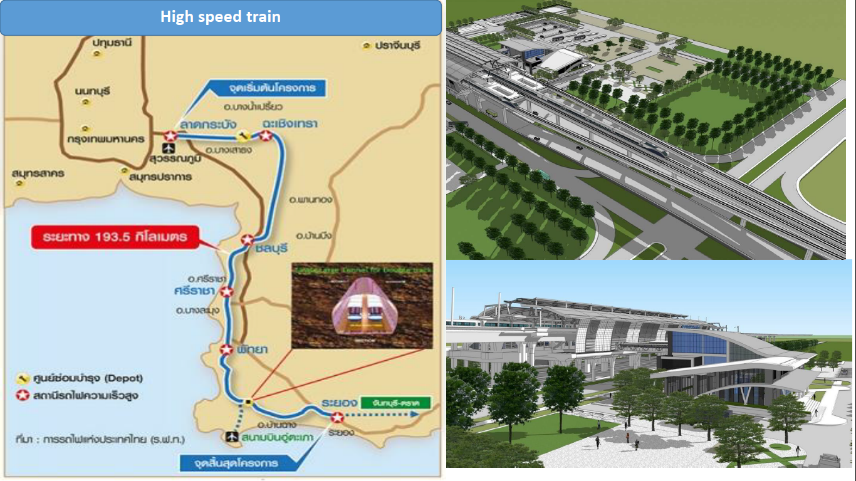 High speed train
ปทุมธานี
ปราจีนบุรี
จุดเริ่มต้นโครงการ
นนทบุรี
อ.บางน้ำเปรี้ยว
ลาดกระบัง
ฉะเชิงเทรา
กรุงเทพมหานคร
สุวรรณภูมิ
อ.บางเสาธง
สมุทรสาคร
สมุทรปราการ
อ.พานทอง
ระยะทาง 193.5 กิโลเมตร
อ.บ้านบึง
ชลบุรี
อ.ศรีราชา
ศรีราชา
อ.บางละมุง
พัทยา
ศูนย์ซ่อมบำรุง (Depot)
สถานีรถไฟความเร็วสูง
ระยอง
จันทบุรี-ตราด
อ.บ้านฉาง
ระยอง
ที่มา : การรถไฟแห่งประเทศไทย (ร.ฟ.ท.)
สนามบินอู่ตะเภา
จุดสิ้นสุดโครงการ